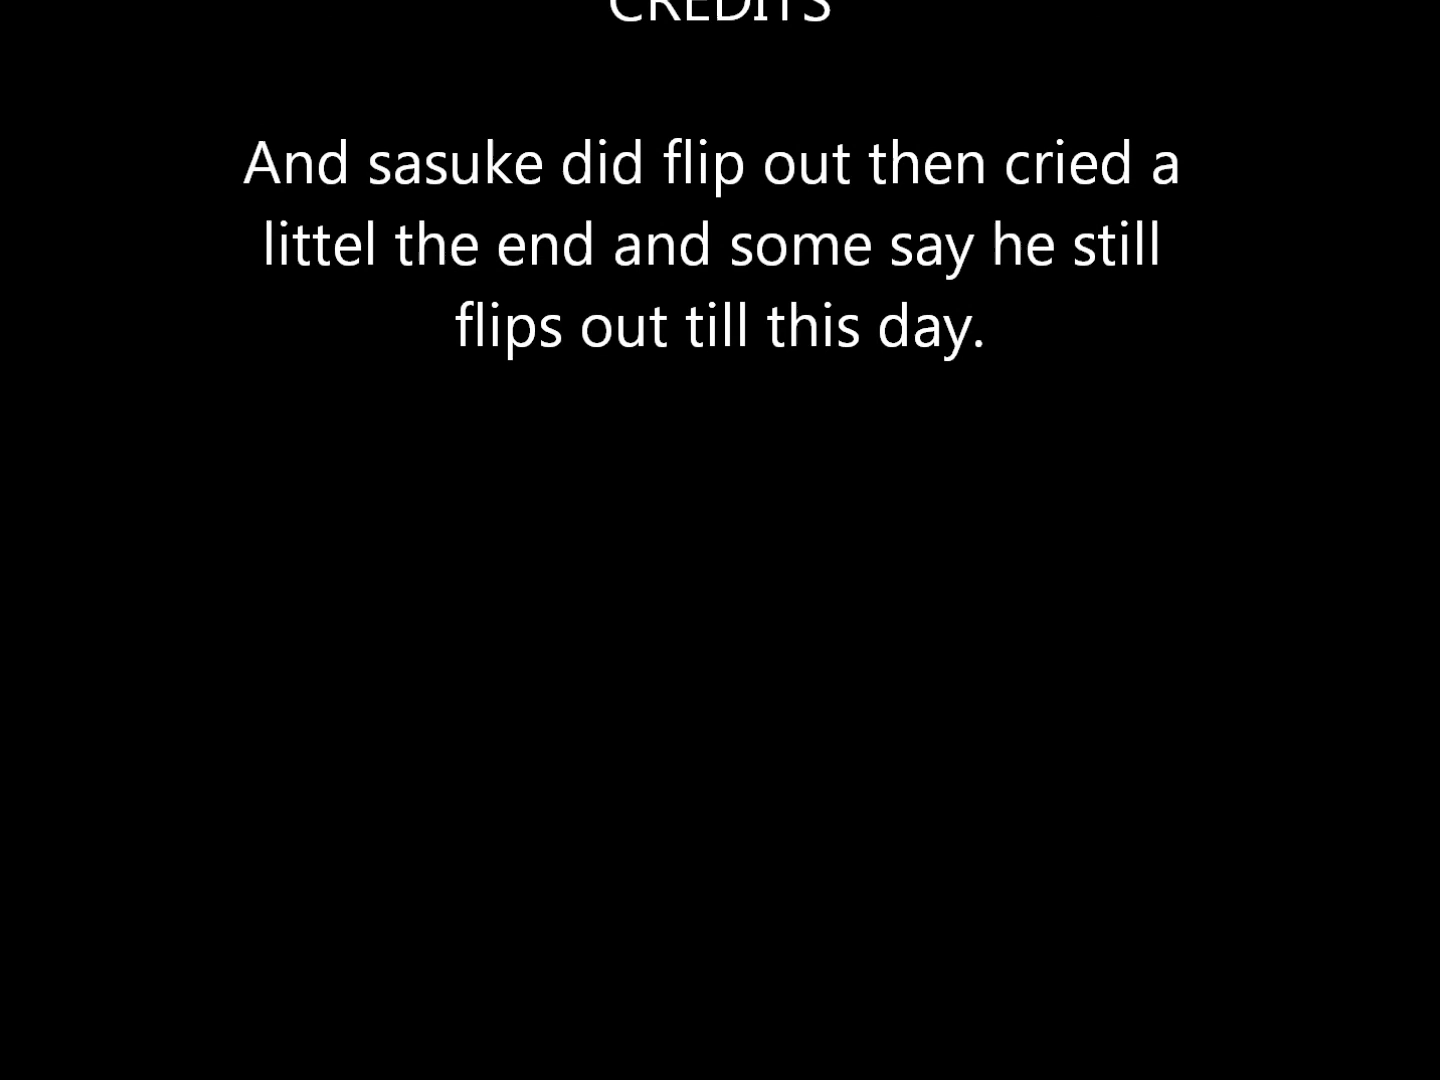 CREDITS
And sasuke did flip out then cried a
littel the end and some say he still
flips out till this day.